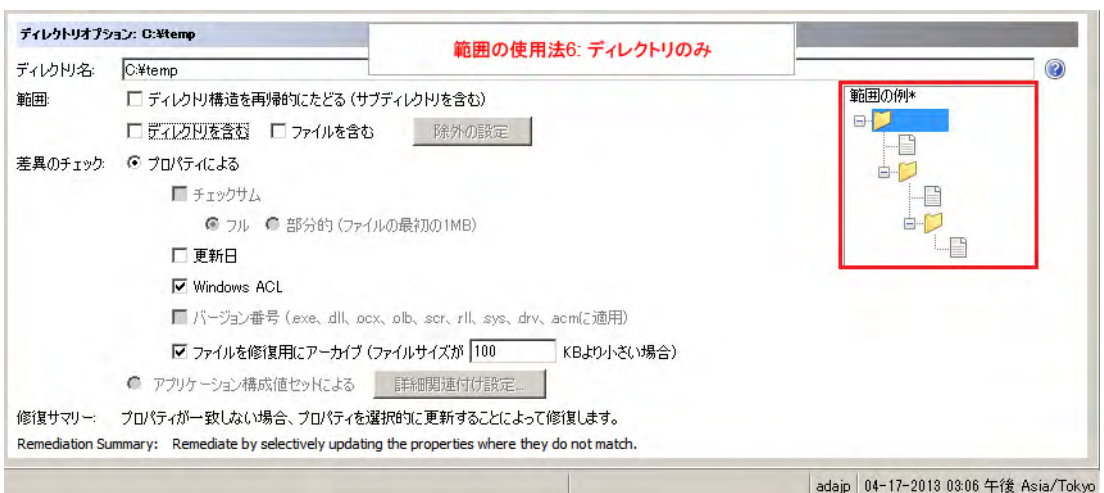 ディレクトリオプション: C:¥temp
範囲の使用法6: ディレクトリのみ
ディレクトリ名: C:¥temp
範囲: ディレクトリ構造を再帰的にたどる (サブディレクトリを含む)
ディレクトリを含む ファイルを含む 除外の設定
範囲の例*
差異のチェック: プロパティによる
チェックサム
フル 部分的 (ファイルの最初の1MB)
更新日
Windows ACL
バージョン番号 (.exe、dll、ocx、olb、scr、rll、sys、drv、acmに適用)
ファイルを修復用にアーカイブ (ファイルサイズが 100 KBより小さい場合)
アプリケーション構成値セットによる 詳細関連付け設定...
修復サマリー: プロパティが一致しない場合、プロパティを選択的に更新することによって修復します。
Remediation Summary: Remediate by selectively updating the properties where they do not match.
adajp 04-17-2013 03:06 午後 Asia/Tokyo